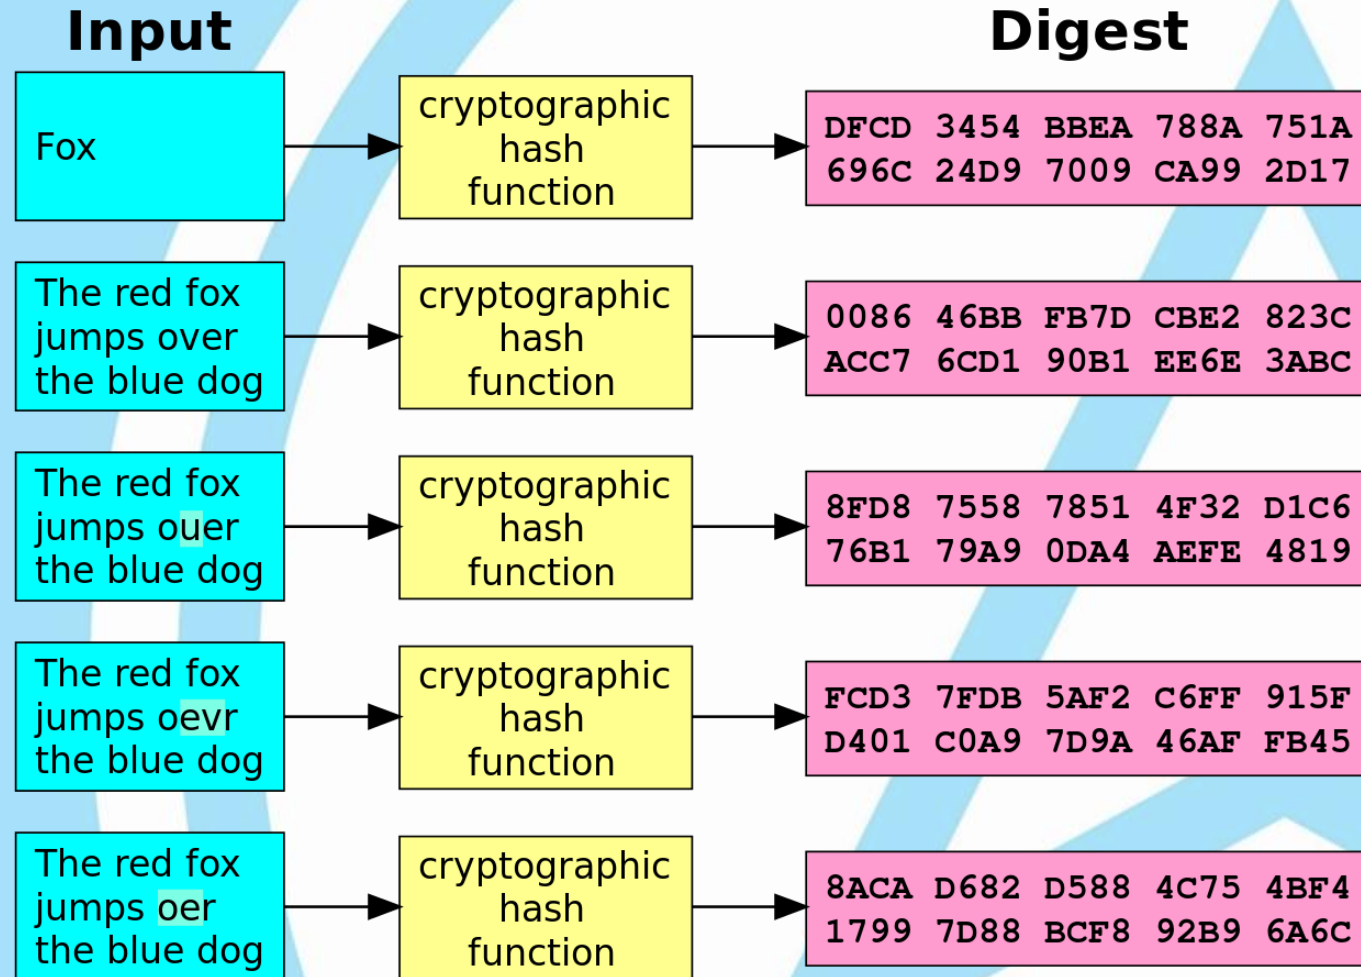 Input
Digest
Fox
cryptographic
hash
function
DFCD 3454 BBEA 788A 751A
696C 24D9 7009 CA99 2D17
The red fox
jumps over
the blue dog
cryptographic
hash
function
0086 46BB FB7D CBE2 823C
ACC7 6CD1 90B1 EE6E 3ABC
The red fox
jumps ouer
the blue dog
cryptographic
hash
function
8FD8 7558 7851 4F32 D1C6
76B1 79A9 0DA4 AEFE 4819
The red fox
jumps oevr
the blue dog
cryptographic
hash
function
FCD3 7FDB 5AF2 C6FF 915F
D401 C0A9 7D9A 46AF FB45
The red fox
jumps oer
the blue dog
cryptographic
hash
function
8ACA D682 D588 4C75 4BF4
1799 7D88 BCF8 92B9 6A6C